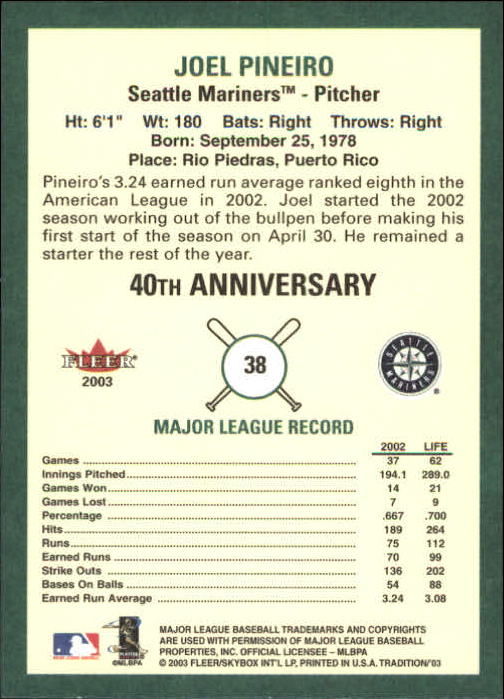 JOEL PINEIRO
Seattle Mariners™ - Pitcher
Ht: 6'1" Wt: 180 Bats: Right Throws: Right
Born: September 25, 1978
Place: Rio Piedras, Puerto Rico
Pineiro's 3.24 earned run average ranked eighth in the
American League in 2002. Joel started the 2002
season working out of the bullpen before making his
first start of the season on April 30. He remained a
starter the rest of the year.
40TH ANNIVERSARY
FLEER®
2003
38
SEATTLE MARINERS ®
MAJOR LEAGUE RECORD
2002 LIFE
Games 37 62
Innings Pitched 194.1 289.0
Games Won 14 21
Games Lost 7 9
Percentage .667 .700
Hits 189 264
Runs 75 112
Earned Runs 70 99
Strike Outs 136 202
Bases On Balls 54 88
Earned Run Average 3.24 3.08
©MLBPA
MAJOR LEAGUE BASEBALL TRADEMARKS AND COPYRIGHTS
ARE USED WITH PERMISSION OF MAJOR LEAGUE BASEBALL
PROPERTIES, INC. OFFICIAL LICENSEE – MLBPA
© 2003 FLEER/SKYBOX INT'L LP, PRINTED IN U.S.A. TRADITION/'03